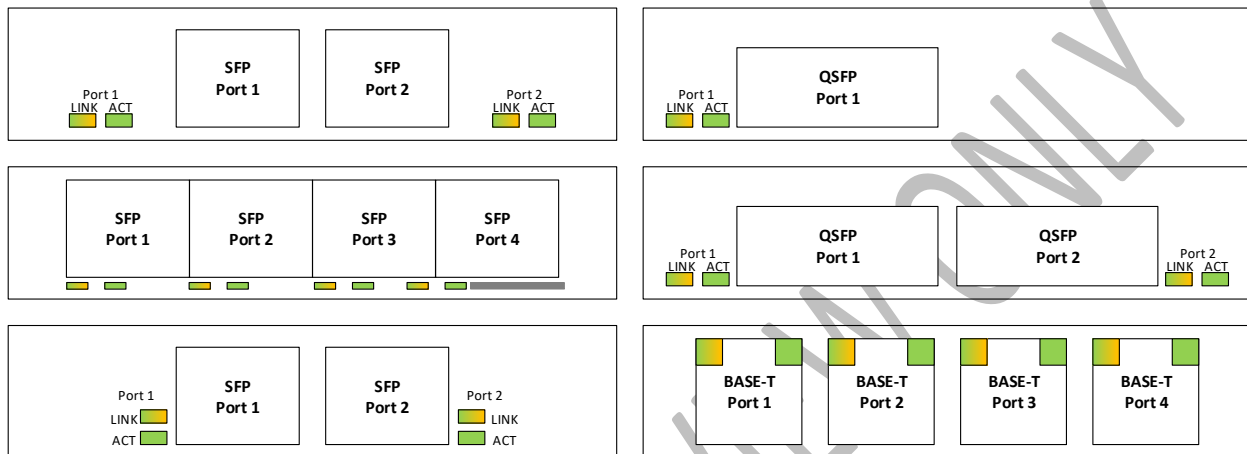 SFP
Port 1
SFP
Port 2
Port 1
LINK ACT
Port 2
LINK ACT
QSFP
Port 1
Port 1
LINK ACT
SFP
Port 1
SFP
Port 2
SFP
Port 3
SFP
Port 4
QSFP
Port 1
QSFP
Port 2
Port 1
LINK ACT
Port 2
LINK ACT
SFP
Port 1
SFP
Port 2
Port 1
LINK
ACT
Port 2
LINK
ACT
BASE-T
Port 1
BASE-T
Port 2
BASE-T
Port 3
BASE-T
Port 4
ONLY